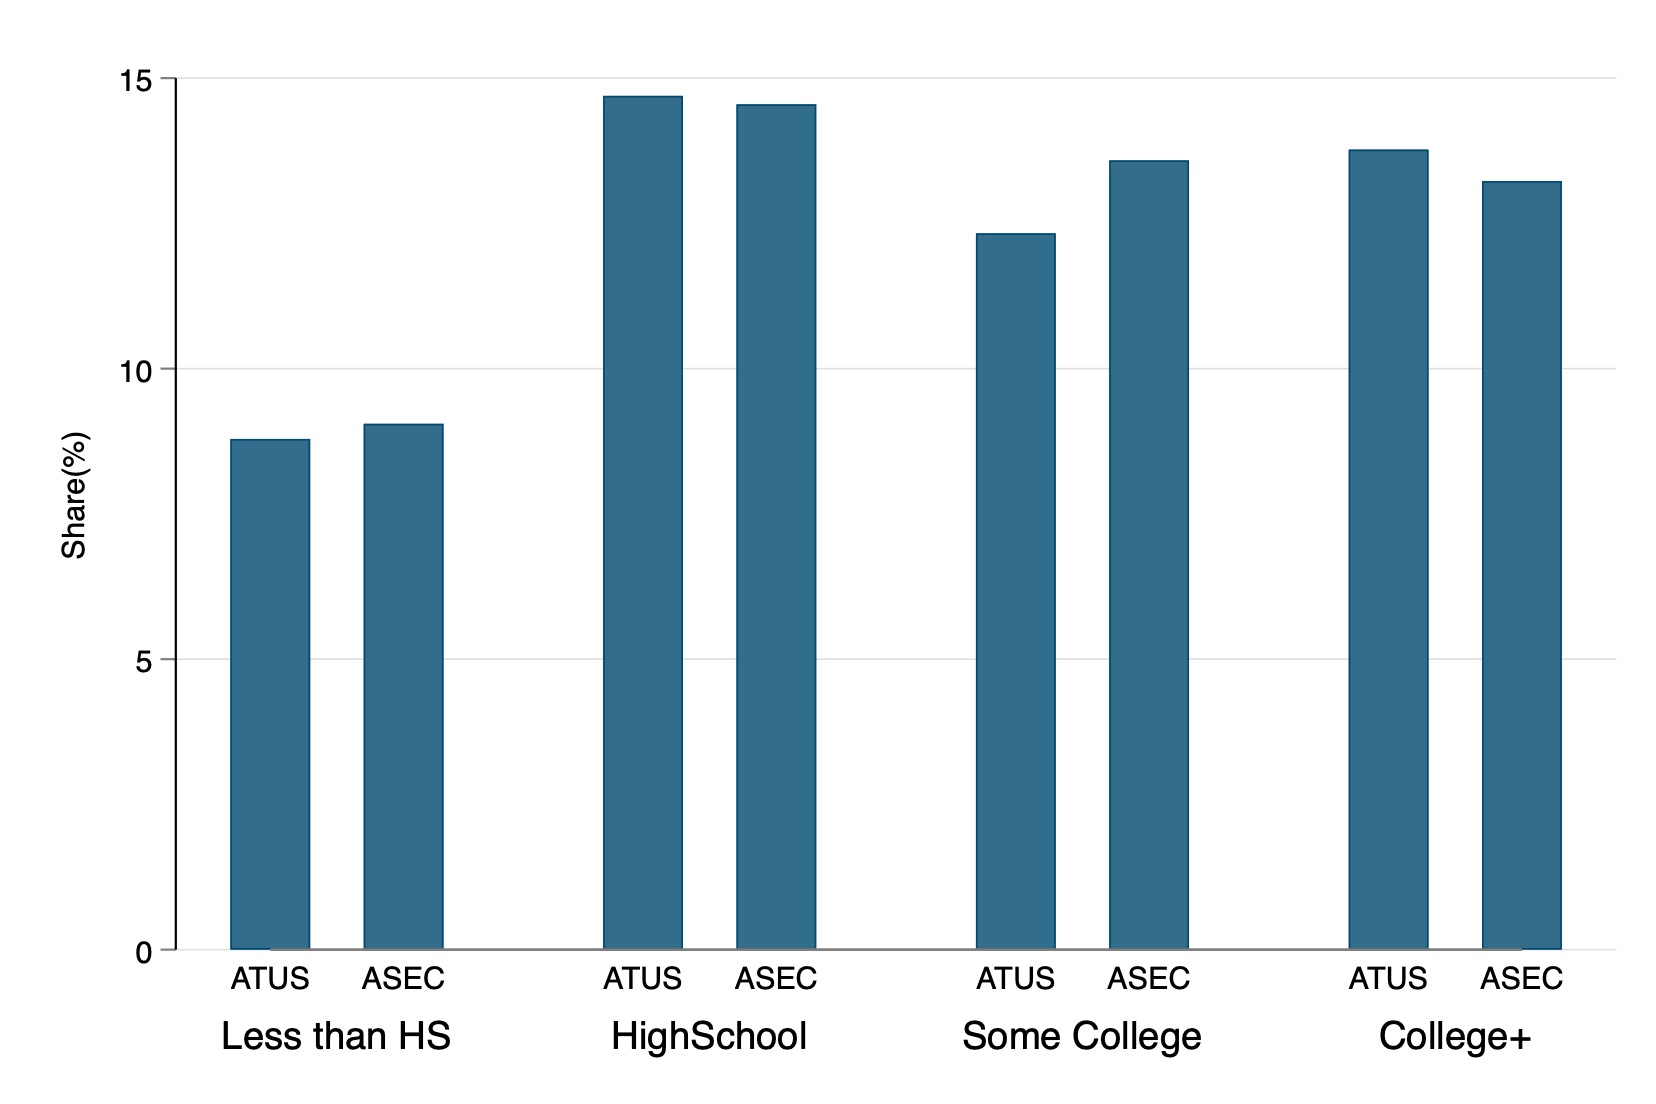 15
10
5
0
Share(%)
ATUS ASEC ATUS ASEC ATUS ASEC ATUS ASEC
Less than HS HighSchool Some College College+